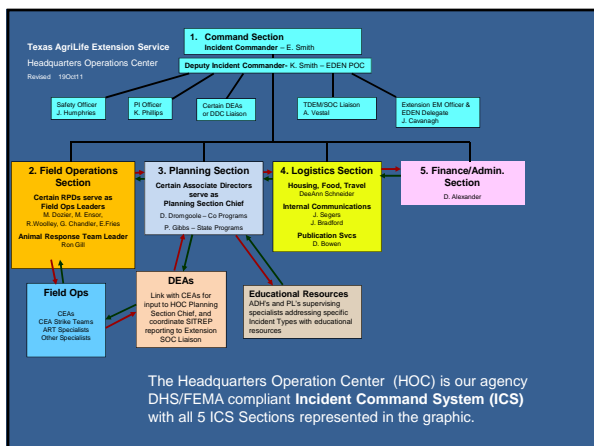 Texas AgriLife Extension Service
Headquarters Operations Center
Revised 19Oct11
1. Command Section
Incident Commander – E. Smith
Deputy Incident Commander- K. Smith – EDEN POC
Safety Officer
J. Humphries
PI Officer
K. Phillips
Certain DEAs
or DDC Liaison
TDEM/SOC Liaison
A. Vestal
Extension EM Officer &
EDEN Delegate
J. Cavanagh
2. Field Operations
Section
Certain RPDs serve as
Field Ops Leaders
M. Dozier, M. Ensor,
R.Woolley, G. Chandler, E.Fries
Animal Response Team Leader
Ron Gill
3. Planning Section
Certain Associate Directors
serve as
Planning Section Chief
D. Dromgoole – Co Programs
P. Gibbs – State Programs
4. Logistics Section
Housing, Food, Travel
DeeAnn Schneider
Internal Communications
J. Segers
J. Bradford
Publication Svcs
D. Bowen
5. Finance/Admin.
Section
D. Alexander
Field Ops
CEAs
CEA Strike Teams
ART Specialists
Other Specialists
DEAs
Link with CEAs for
input to HOC Planning
Section Chief, and
coordinate SITREP
reporting to Extension
SOC Liaison
Educational Resources
ADH's and PL's supervising
specialists addressing specific
Incident Types with educational
resources
The Headquarters Operation Center (HOC) is our agency
DHS/FEMA compliant Incident Command System (ICS)
with all 5 ICS Sections represented in the graphic.